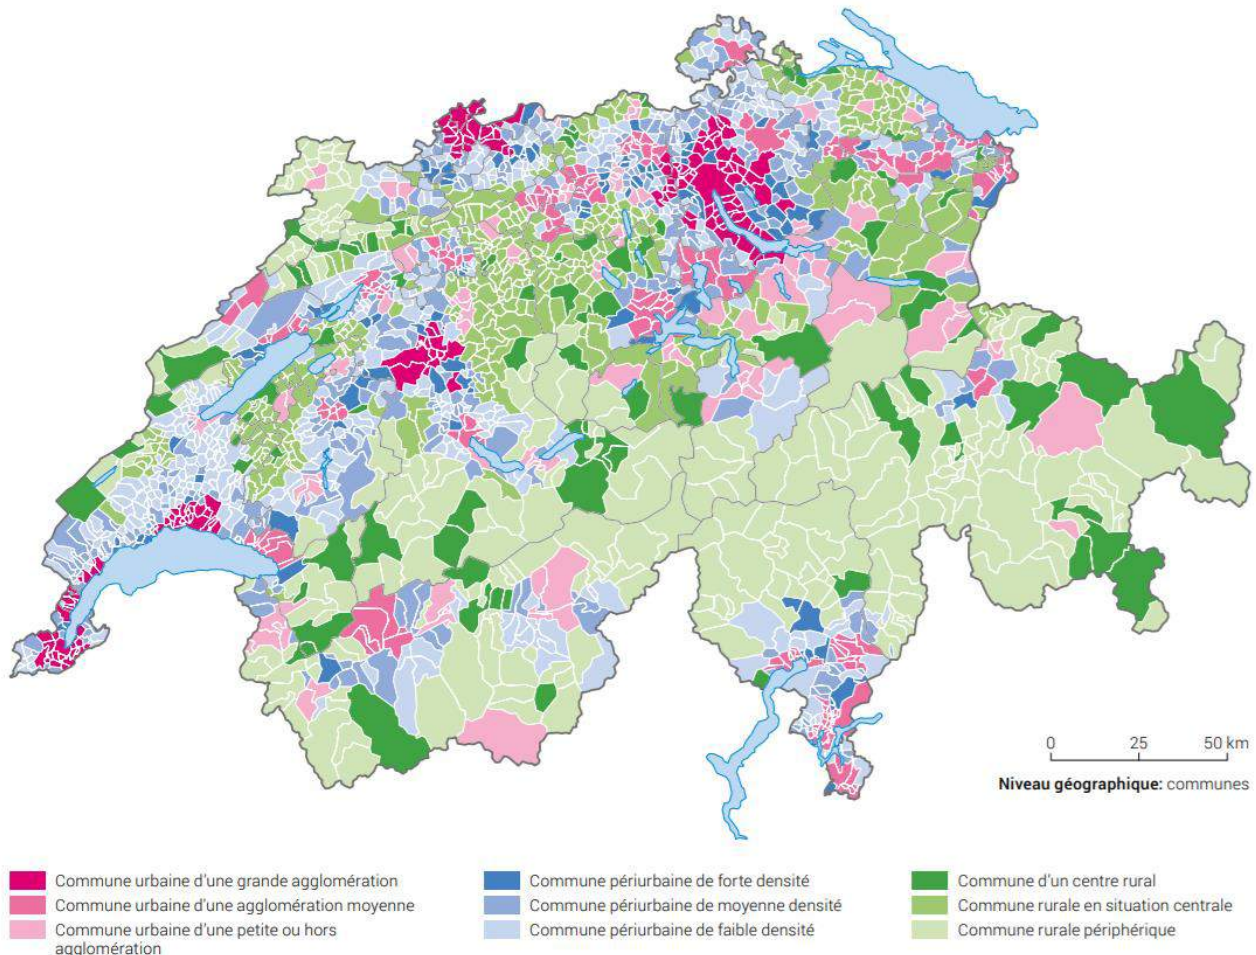 0 25 50 km
Niveau géographique: communes
Commune urbaine d'une grande agglomération
Commune urbaine d'une agglomération moyenne
Commune urbaine d'une petite ou hors
agglomération
Commune périurbaine de forte densité
Commune périurbaine de moyenne densité
Commune périurbaine de faible densité
Commune d'un centre rural
Commune rurale en situation centrale
Commune rurale périphérique